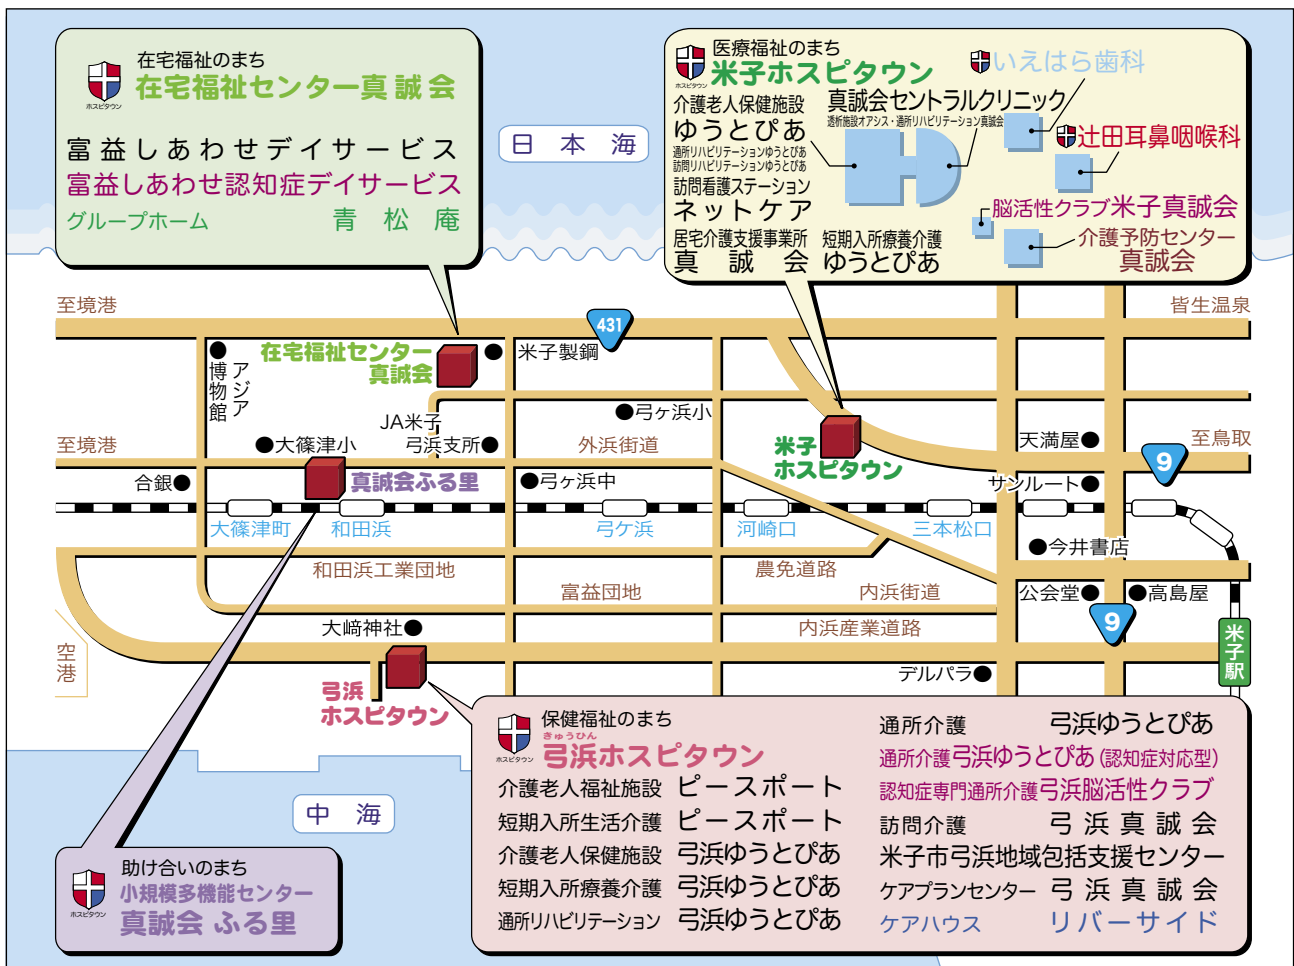 在宅福祉のまち
在宅福祉センター真誠会
ホスピタウン
富益しあわせデイサービス
富益しあわせ認知症デイサービス
グループホーム 青松庵
日本海
医療福祉のまち
米子ホスピタウン
ホスピタウン
介護老人保健施設
ゆうとぴあ
通所リハビリテーションゆうとぴあ
訪問リハビリテーションゆうとぴあ
訪問看護ステーション
ネットケア
居宅介護支援事業所
真誠会
短期入所療養介護
ゆうとぴあ
真誠会セントラルクリニック
透析施設オアシス・通所リハビリテーション真誠会
いえはら歯科
辻田耳鼻咽喉科
脳活性クラブ米子真誠会
介護予防センター
真誠会
至境港
431
皆生温泉
アジア
博物館
在宅福祉センター
真誠会
米子製鋼
弓ヶ浜小
JA米子
弓浜支所
至境港
大篠津小
外浜街道
米子
ホスピタウン
天満屋
至鳥取
9
合銀
真誠会ふる里
弓ヶ浜中
サンルート
大篠津町
和田浜
弓ケ浜
河崎口
三本松口
今井書店
和田浜工業団地
農免道路
富益団地
内浜街道
公会堂
高島屋
9
大﨑神社
内浜産業道路
空港
米子駅
デルパラ
弓浜
ホスピタウン
中海
助け合いのまち
小規模多機能センター
真誠会 ふる里
ホスピタウン
保健福祉のまち
きゅうひん
弓浜ホスピタウン
ホスピタウン
介護老人福祉施設 ピースポート
短期入所生活介護 ピースポート
介護老人保健施設 弓浜ゆうとぴあ
短期入所療養介護 弓浜ゆうとぴあ
通所リハビリテーション 弓浜ゆうとぴあ
通所介護 弓浜ゆうとぴあ
通所介護弓浜ゆうとぴあ(認知症対応型)
認知症専門通所介護弓浜脳活性クラブ
訪問介護 弓浜真誠会
米子市弓浜地域包括支援センター
ケアプランセンター 弓浜真誠会
ケアハウス リバーサイド